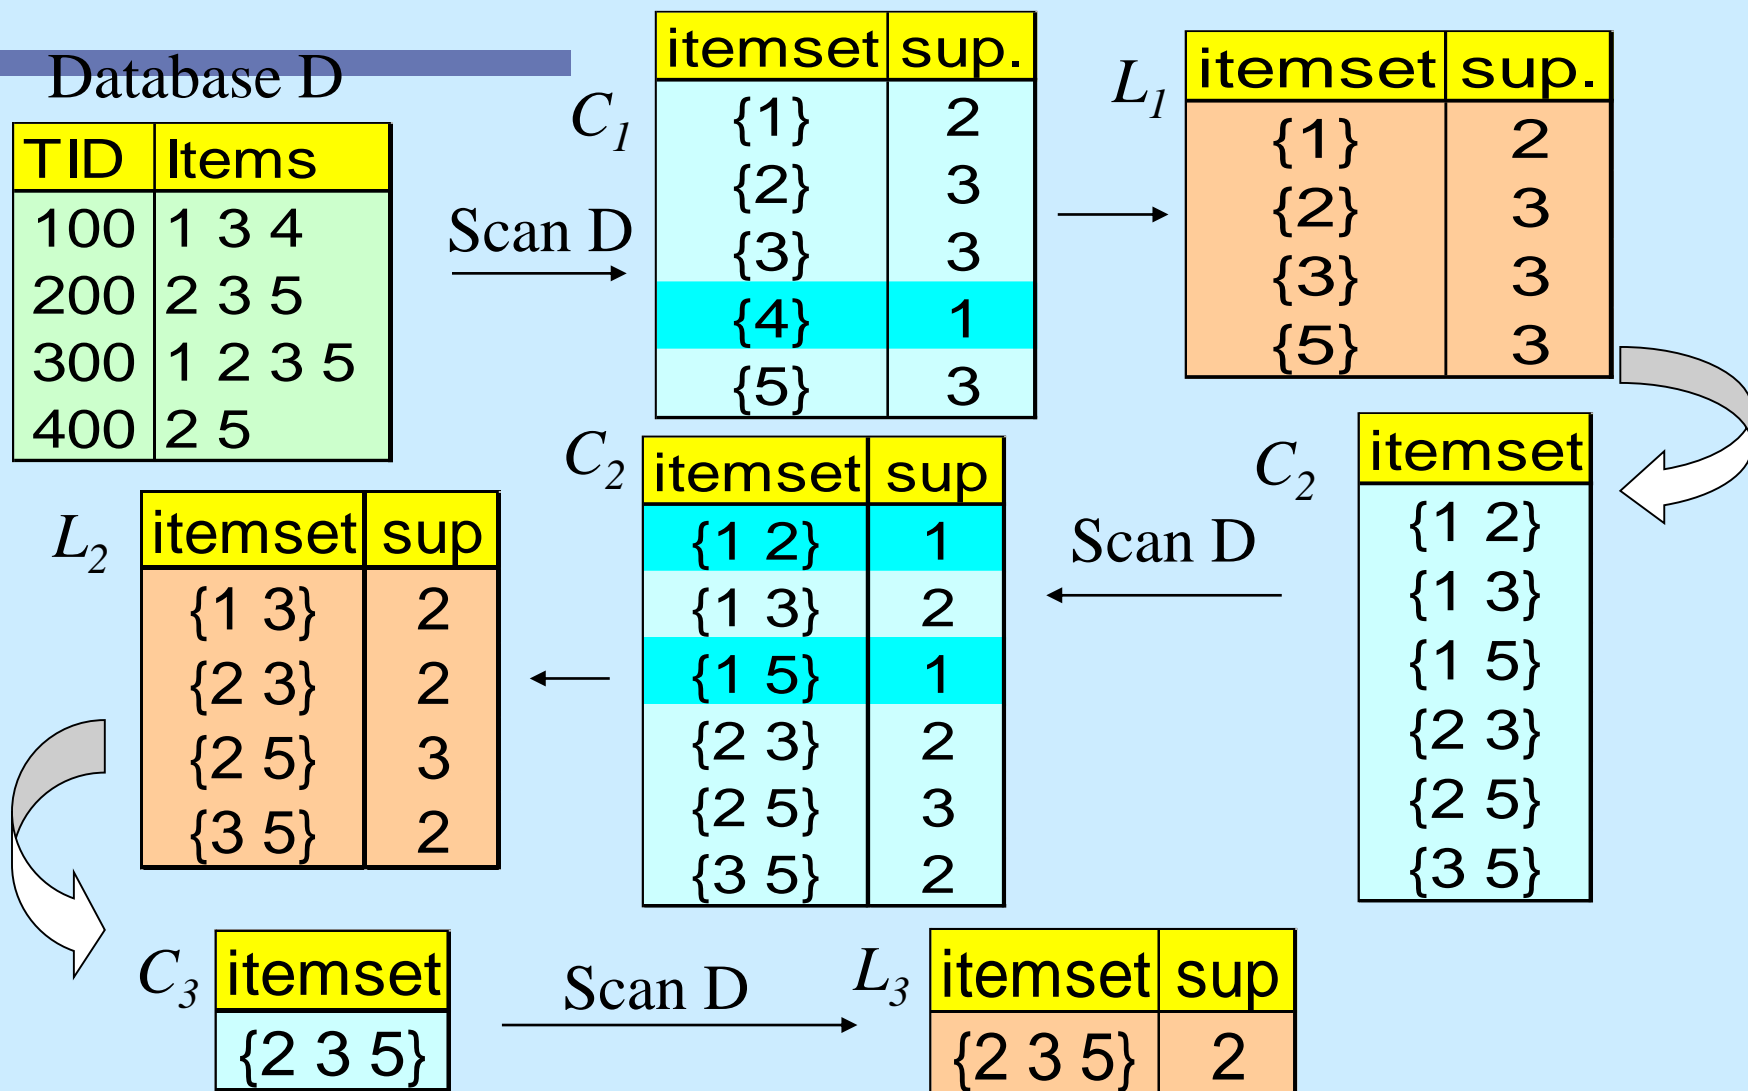 Database D
TID Items
100 1 3 4
200 2 3 5
300 1 2 3 5
400 2 5
Scan D
C1
itemset sup.
{1} 2
{2} 3
{3} 3
{4} 1
{5} 3
L1
itemset sup.
{1} 2
{2} 3
{3} 3
{5} 3
C2
itemset
{1 2}
{1 3}
{1 5}
{2 3}
{2 5}
{3 5}
Scan D
C2
itemset sup
{1 2} 1
{1 3} 2
{1 5} 1
{2 3} 2
{2 5} 3
{3 5} 2
L2
itemset sup
{1 3} 2
{2 3} 2
{2 5} 3
{3 5} 2
C3
itemset
{2 3 5}
Scan D
L3
itemset sup
{2 3 5} 2